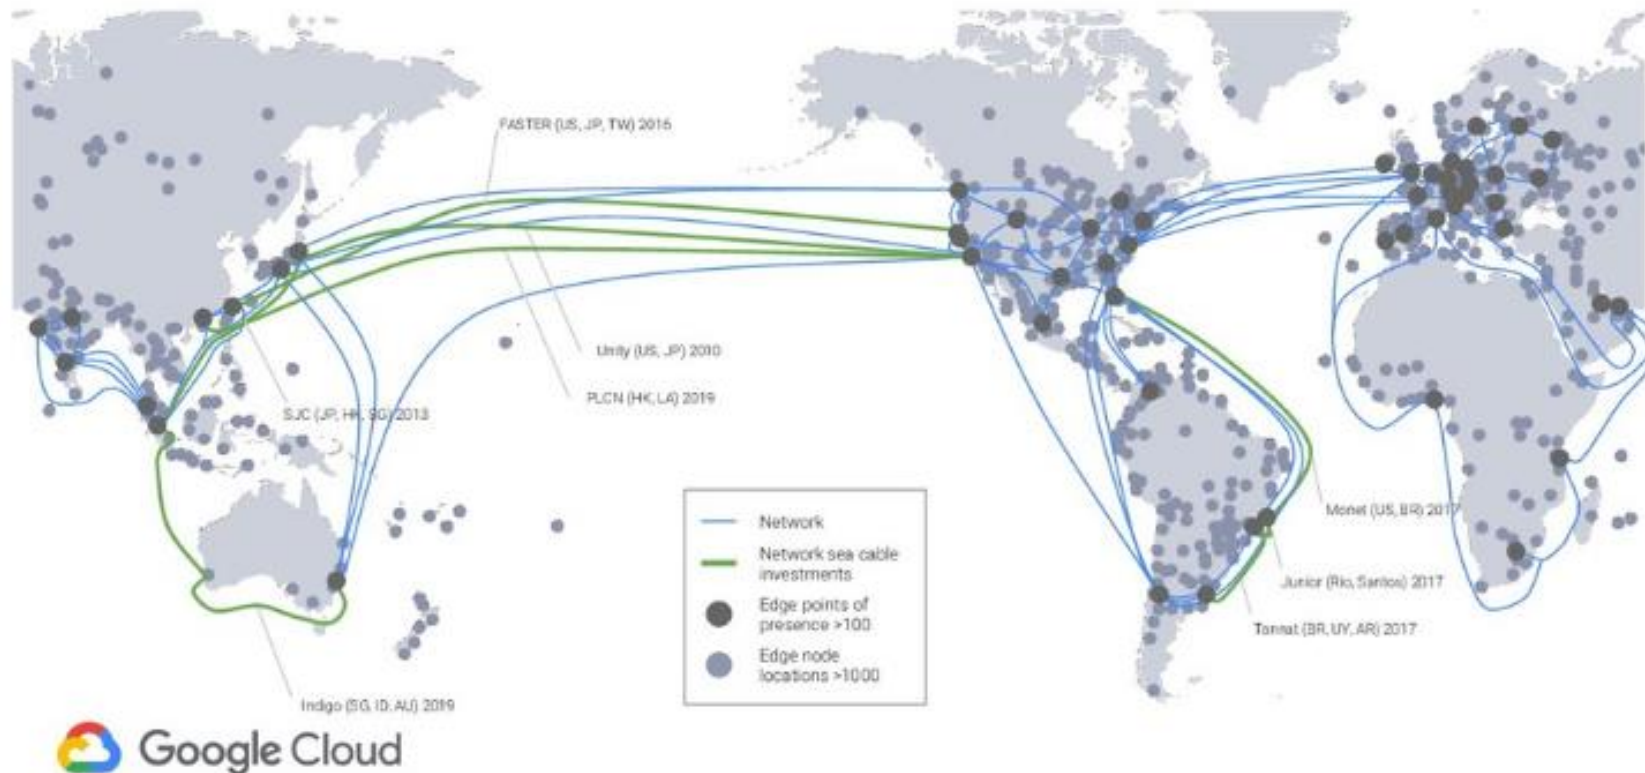 FASTER (US, JP, TW) 2016
Unity (US, JP) 2010
PLCN (HK, LA) 2019
SJC (JP, HK, SG) 2013
Network
Network sea cable
investments
Edge points of
presence >100
Edge node
locations >1000
Monet (US, BR) 2017
Junior (Rio, Santos) 2017
Tannat (BR, UY, AR) 2017
Indigo (SG, ID, AU) 2019
Google Cloud